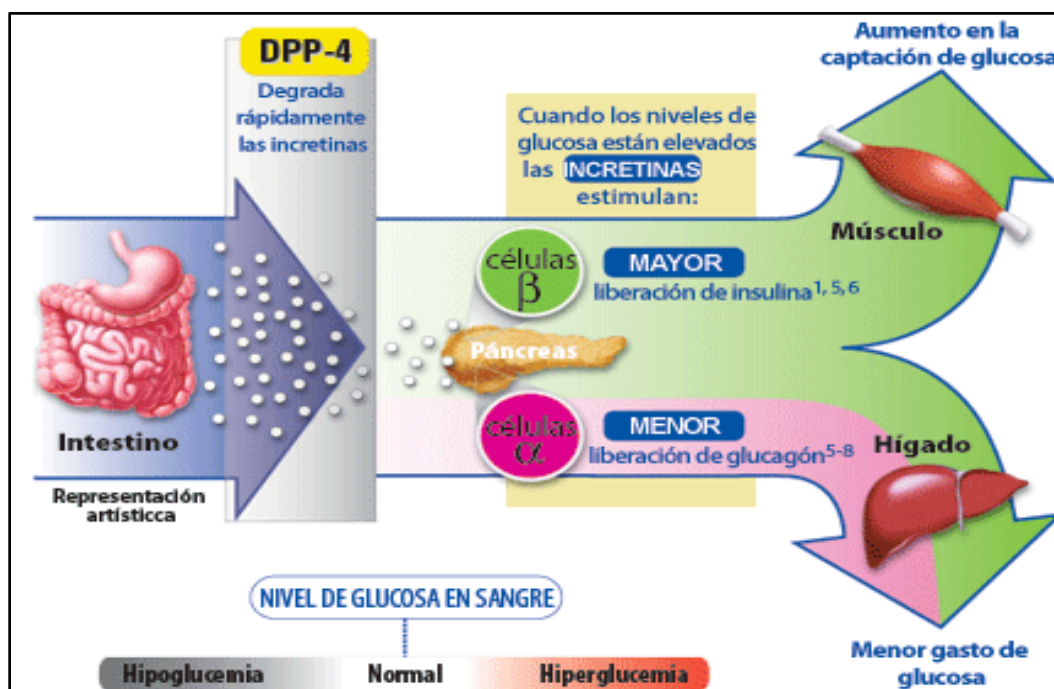 DPP-4
Degrada
rápidamente
las incretinas
Cuando los niveles de
glucosa están elevados
las INCRETINAS
estimulan:
Aumento en la
captación de glucosa
Músculo
células
β
MAYOR
liberación de insulina1, 5, 6
Páncreas
células
α
MENOR
liberación de glucagón5-8
Hígado
Intestino
Representación
artísticca
NIVEL DE GLUCOSA EN SANGRE
Hipoglucemia Normal Hiperglucemia
Menor gasto de
glucosa